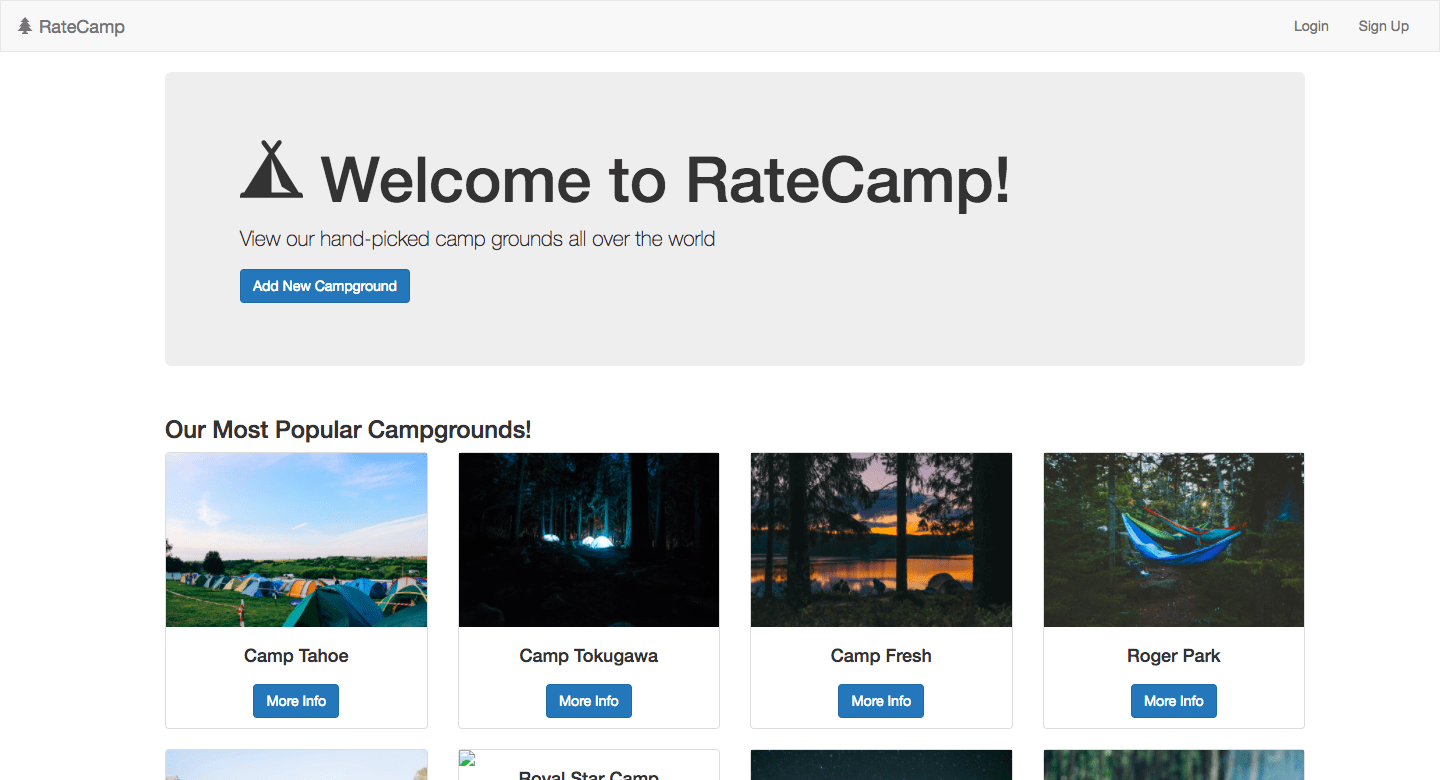 RateCamp
Login
Sign Up
Welcome to RateCamp!
View our hand-picked camp grounds all over the world
Add New Campground
Our Most Popular Campgrounds!
Camp Tahoe
Camp Tokugawa
Camp Fresh
Roger Park
More Info
More Info
More Info
More Info
Royal Star Camp